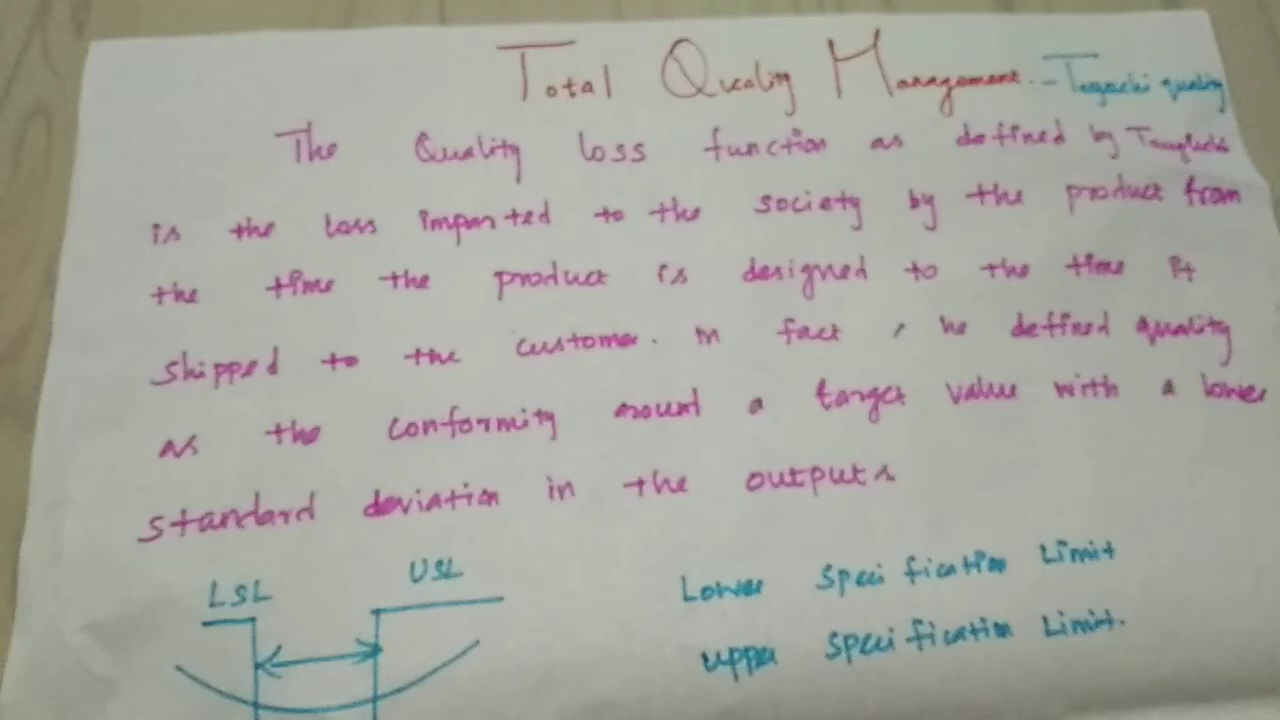 Total Quality Management - Taguchi quality
The Quality loss function as defined by
is the loss imparted to the society by the product from
the time the product is designed to the time it
shipped to the customer. In fact, he defined quality
as the conformity around a target value with a lower
standard deviation in the outputs
LSL USL
Lower Specification Limit
Upper Specification Limit.